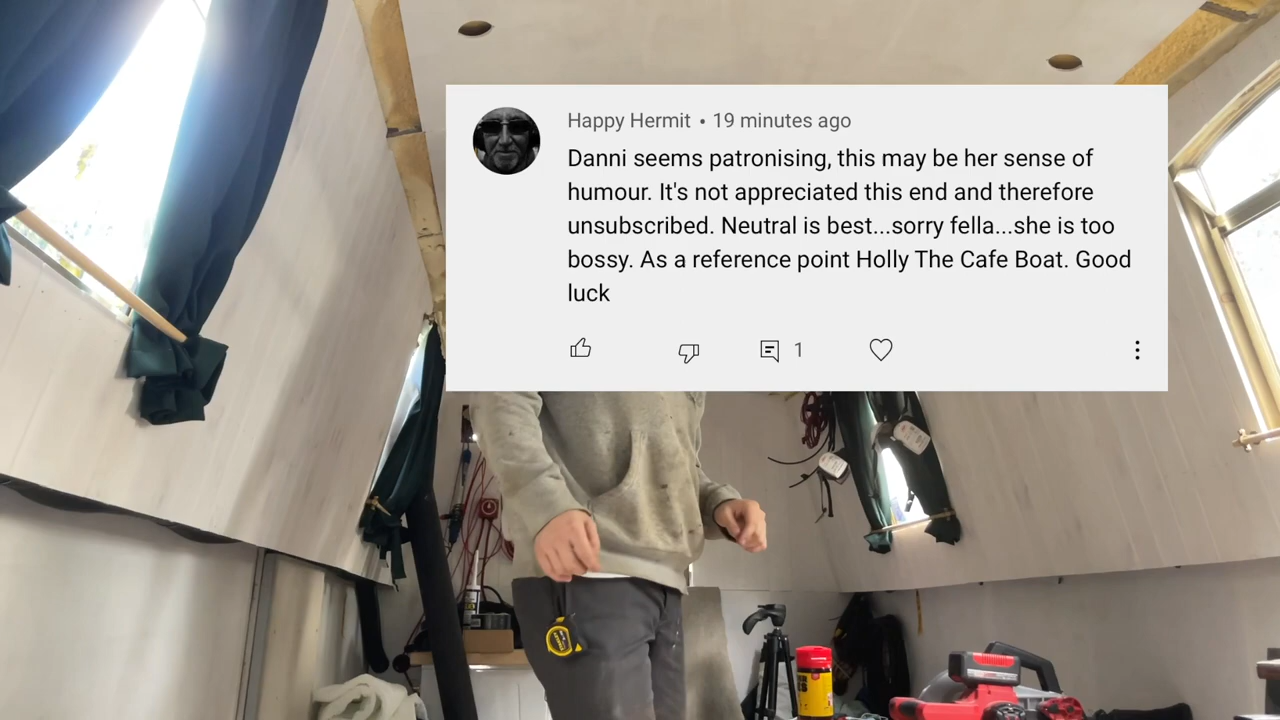 Happy Hermit • 19 minutes ago
Danni seems patronising, this may be her sense of
humour. It's not appreciated this end and therefore
unsubscribed. Neutral is best...sorry fella...she is too
bossy. As a reference point Holly The Cafe Boat. Good
luck
1